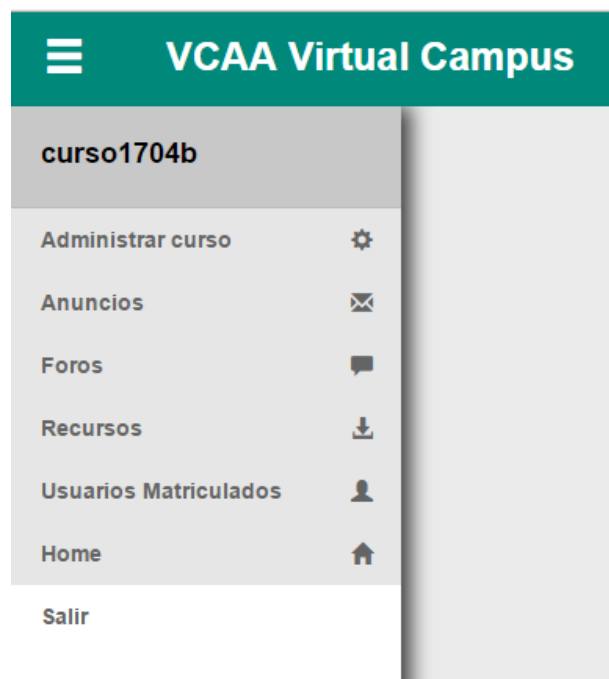 VCAA Virtual Campus
curso1704b
Administrar curso
Anuncios
Foros
Recursos
Usuarios Matriculados
Home
Salir